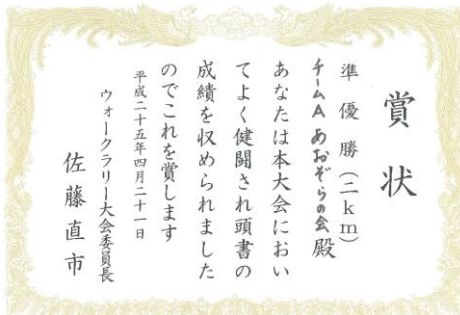 賞状
準優勝（二km）
チームA あおぞらの会殿
あなたは本大会におい
てよく健闘され頭書の
成績を収められました
のでこれを賞します
平成二十五年四月二十一日
ウォークラリー大会委員長
佐藤直市